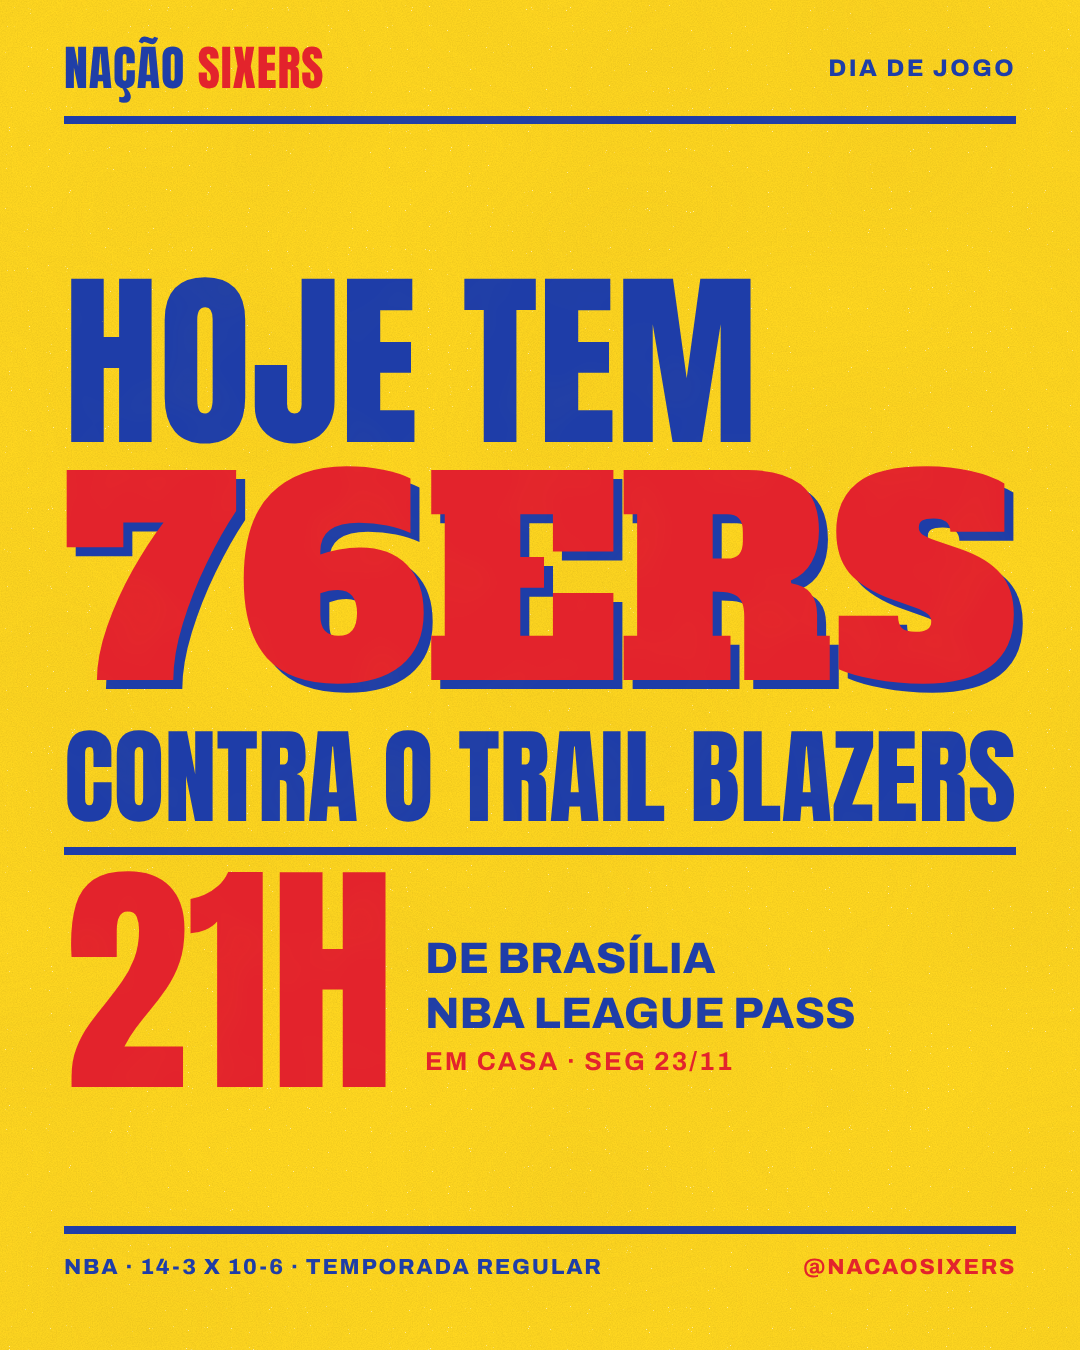 NAÇÃO SIXERS
DIA DE JOGO
HOJE TEM
76ERS
CONTRA O TRAIL BLAZERS
21H
DE BRASÍLIA
NBA LEAGUE PASS
EM CASA · SEG 23/11
NBA · 14-3 X 10-6 · TEMPORADA REGULAR
@NACAOSIXERS